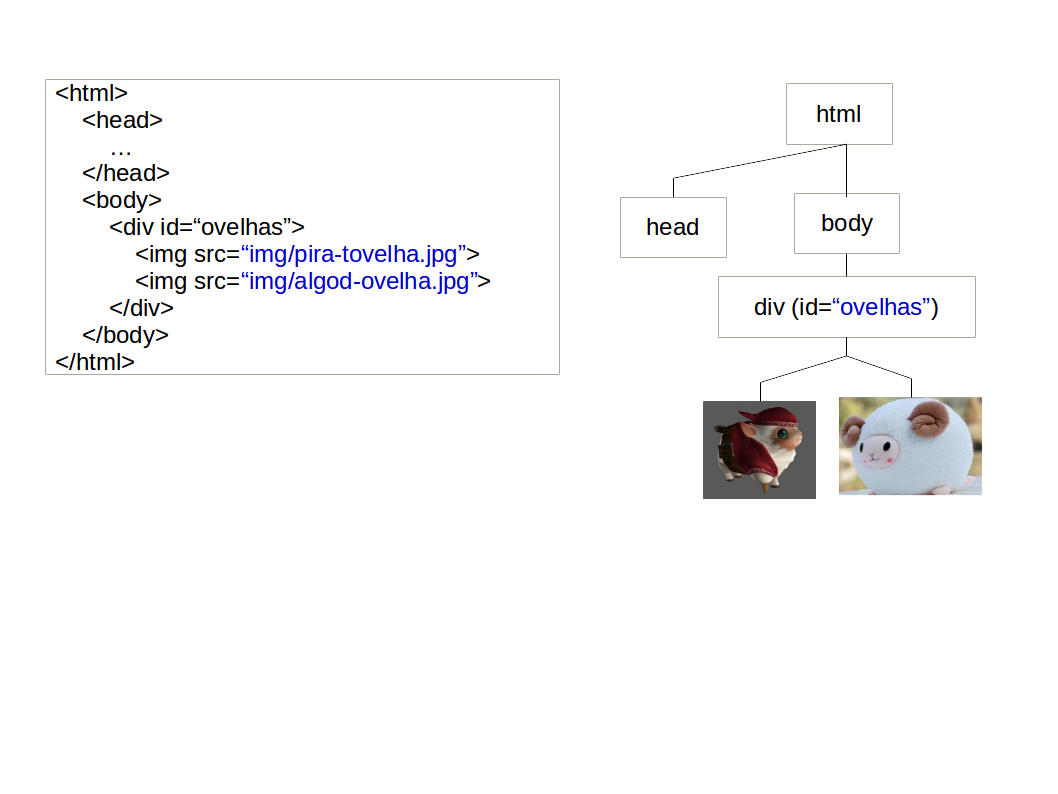 <html>
<head>
…
</head>
<body>
<div id=“ovelhas”>
<img src=“img/pira-tovelha.jpg”>
<img src=“img/algod-ovelha.jpg”>
</div>
</body>
</html>
html
head
body
div (id=“ovelhas”)